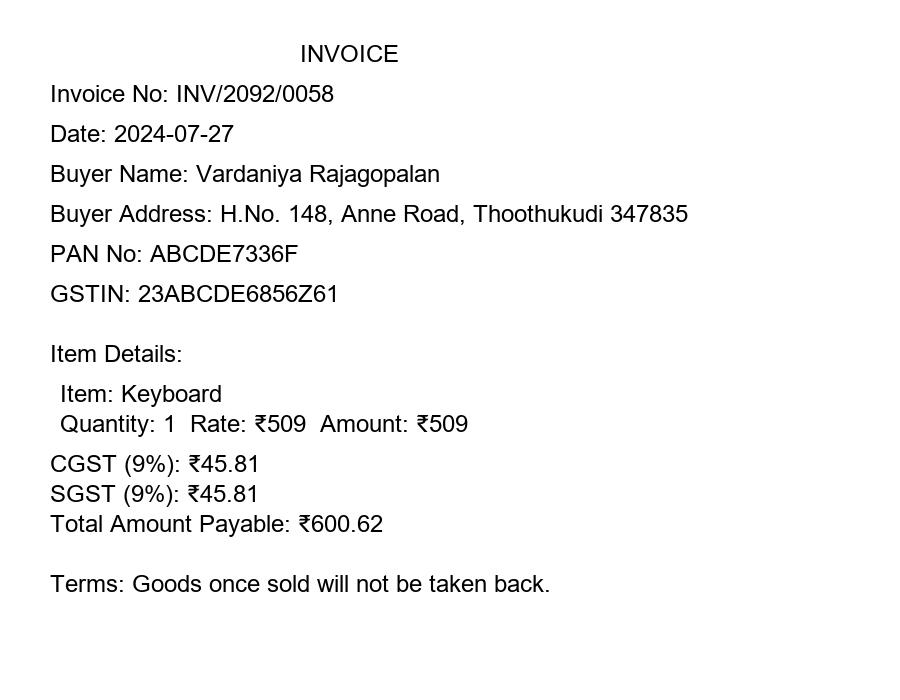 INVOICE
Invoice No: INV/2092/0058
Date: 2024-07-27
Buyer Name: Vardaniya Rajagopalan
Buyer Address: H.No. 148, Anne Road, Thoothukudi 347835
PAN No: ABCDE7336F
GSTIN: 23ABCDE6856Z61
Item Details:
Item: Keyboard
Quantity: 1 Rate: ₹509 Amount: ₹509
CGST (9%): ₹45.81
SGST (9%): ₹45.81
Total Amount Payable: ₹600.62
Terms: Goods once sold will not be taken back.